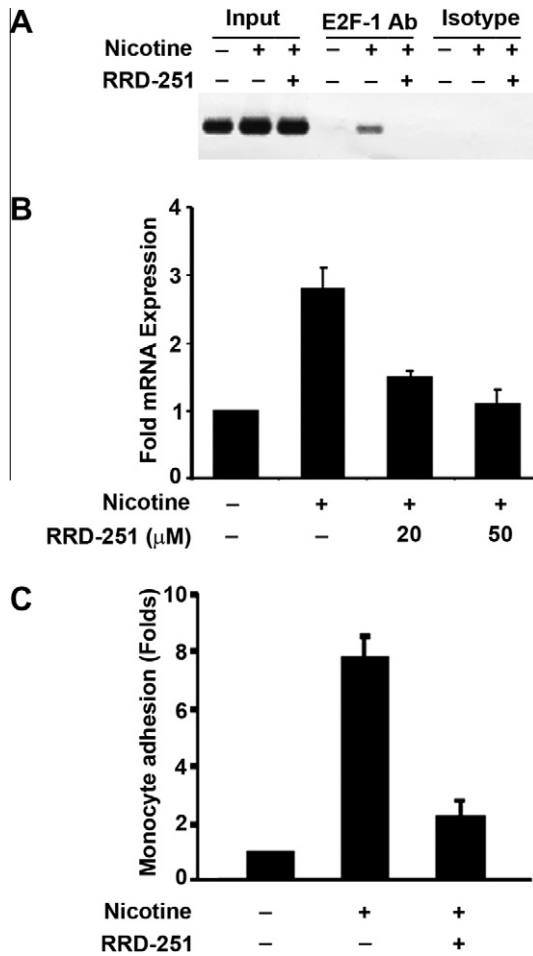 A
Input E2F-1 Ab Isotype
Nicotine – + + – + + – + +
RRD-251 – – + – – + – – +
B
Fold mRNA Expression
4
3
2
1
0
Nicotine – + + +
RRD-251 (μM) – – 20 50
C
Monocyte adhesion (Folds)
10
8
6
4
2
0
Nicotine – + +
RRD-251 – – +